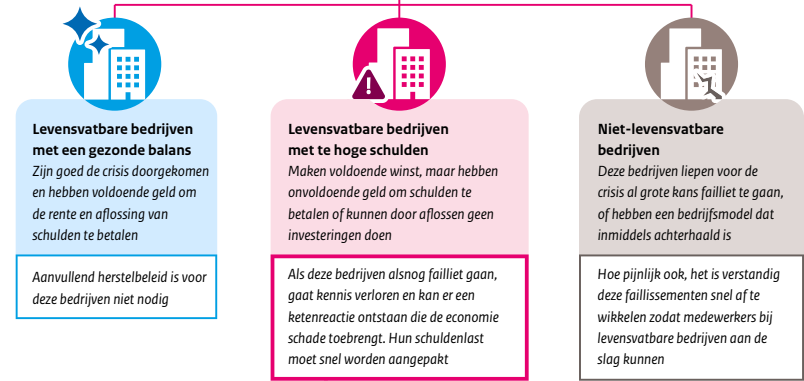 Levensvatbare bedrijven
met een gezonde balans
Zijn goed de crisis doorgekomen
en hebben voldoende geld om
de rente en aflossing van
schulden te betalen
Aanvullend herstelbeleid is voor
deze bedrijven niet nodig
Levensvatbare bedrijven
met te hoge schulden
Maken voldoende winst, maar hebben
onvoldoende geld om schulden te
betalen of kunnen door aflossen geen
investeringen doen
Als deze bedrijven alsnog failliet gaan,
gaat kennis verloren en kan er een
ketenreactie ontstaan die de economie
schade toebrengt. Hun schuldenlast
moet snel worden aangepakt
Niet-levensvatbare
bedrijven
Deze bedrijven liepen voor de
crisis al grote kans failliet te gaan,
of hebben een bedrijfsmodel dat
inmiddels achterhaald is
Hoe pijnlijk ook, het is verstandig
deze faillissementen snel af te
wikkelen zodat medewerkers bij
levensvatbare bedrijven aan de
slag kunnen